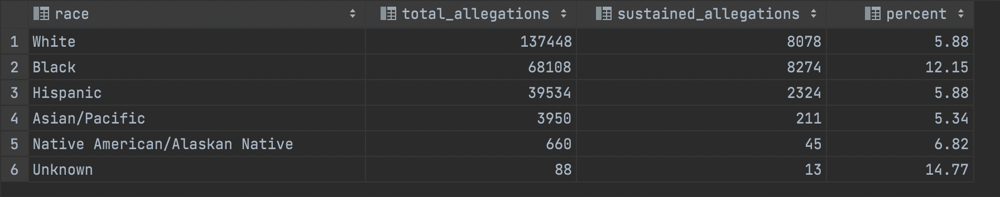 race total_allegations sustained_allegations percent
1 White 137448 8078 5.88
2 Black 68108 8274 12.15
3 Hispanic 39534 2324 5.88
4 Asian/Pacific 3950 211 5.34
5 Native American/Alaskan Native 660 45 6.82
6 Unknown 88 13 14.77